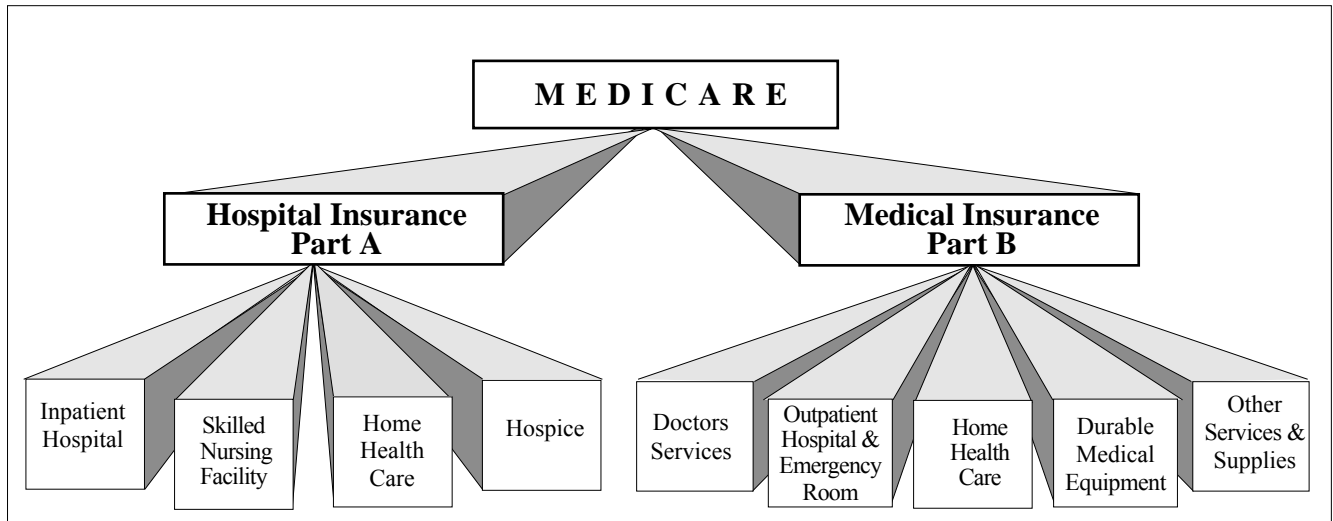 MEDICARE
Hospital Insurance
Part A
Medical Insurance
Part B
Inpatient
Hospital
Skilled
Nursing
Facility
Home
Health
Care
Hospice
Doctors
Services
Outpatient
Hospital &
Emergency
Room
Home
Health
Care
Durable
Medical
Equipment
Other
Services &
Supplies